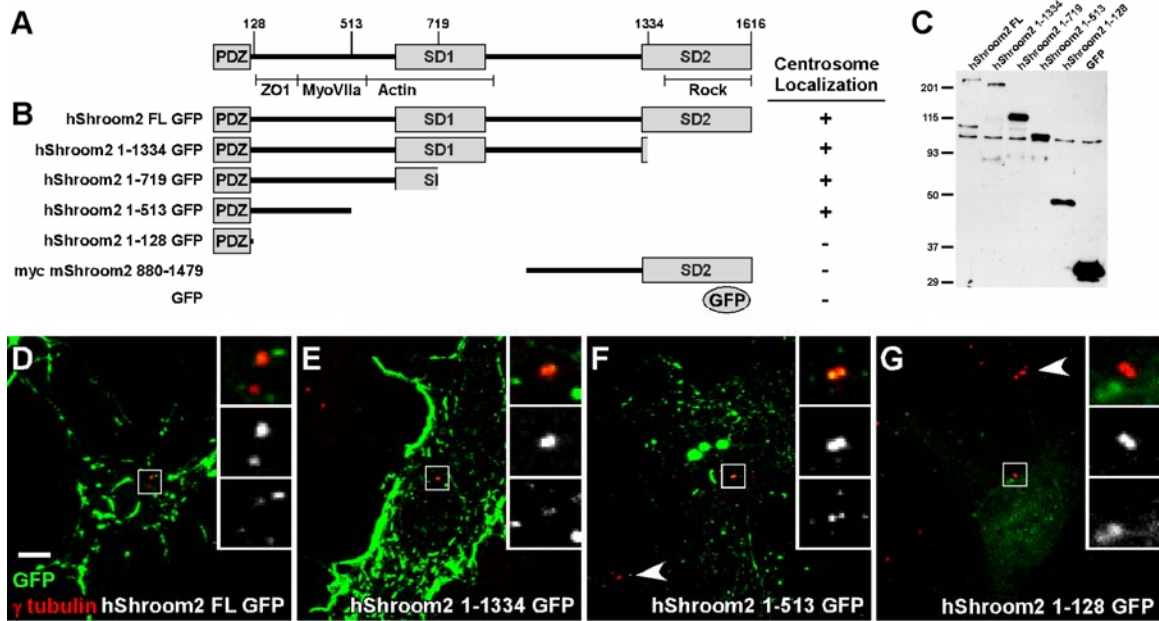 A
128 513 719 1334 1616
PDZ SD1 SD2
ZO1 MyoVIIa Actin Rock
Centrosome
Localization
B
hShroom2 FL GFP PDZ SD1 SD2 +
hShroom2 1-1334 GFP PDZ SD1 +
hShroom2 1-719 GFP PDZ SI +
hShroom2 1-513 GFP PDZ +
hShroom2 1-128 GFP PDZ -
myc mShroom2 880-1479 SD2 -
GFP GFP -
C
hShroom2 FL
hShroom2 1-1334
hShroom2 1-719
hShroom2 1-513
hShroom2 1-128
GFP
201
115
93
50
37
29
D
GFP
γ tubulin hShroom2 FL GFP
E
hShroom2 1-1334 GFP
F
hShroom2 1-513 GFP
G
hShroom2 1-128 GFP